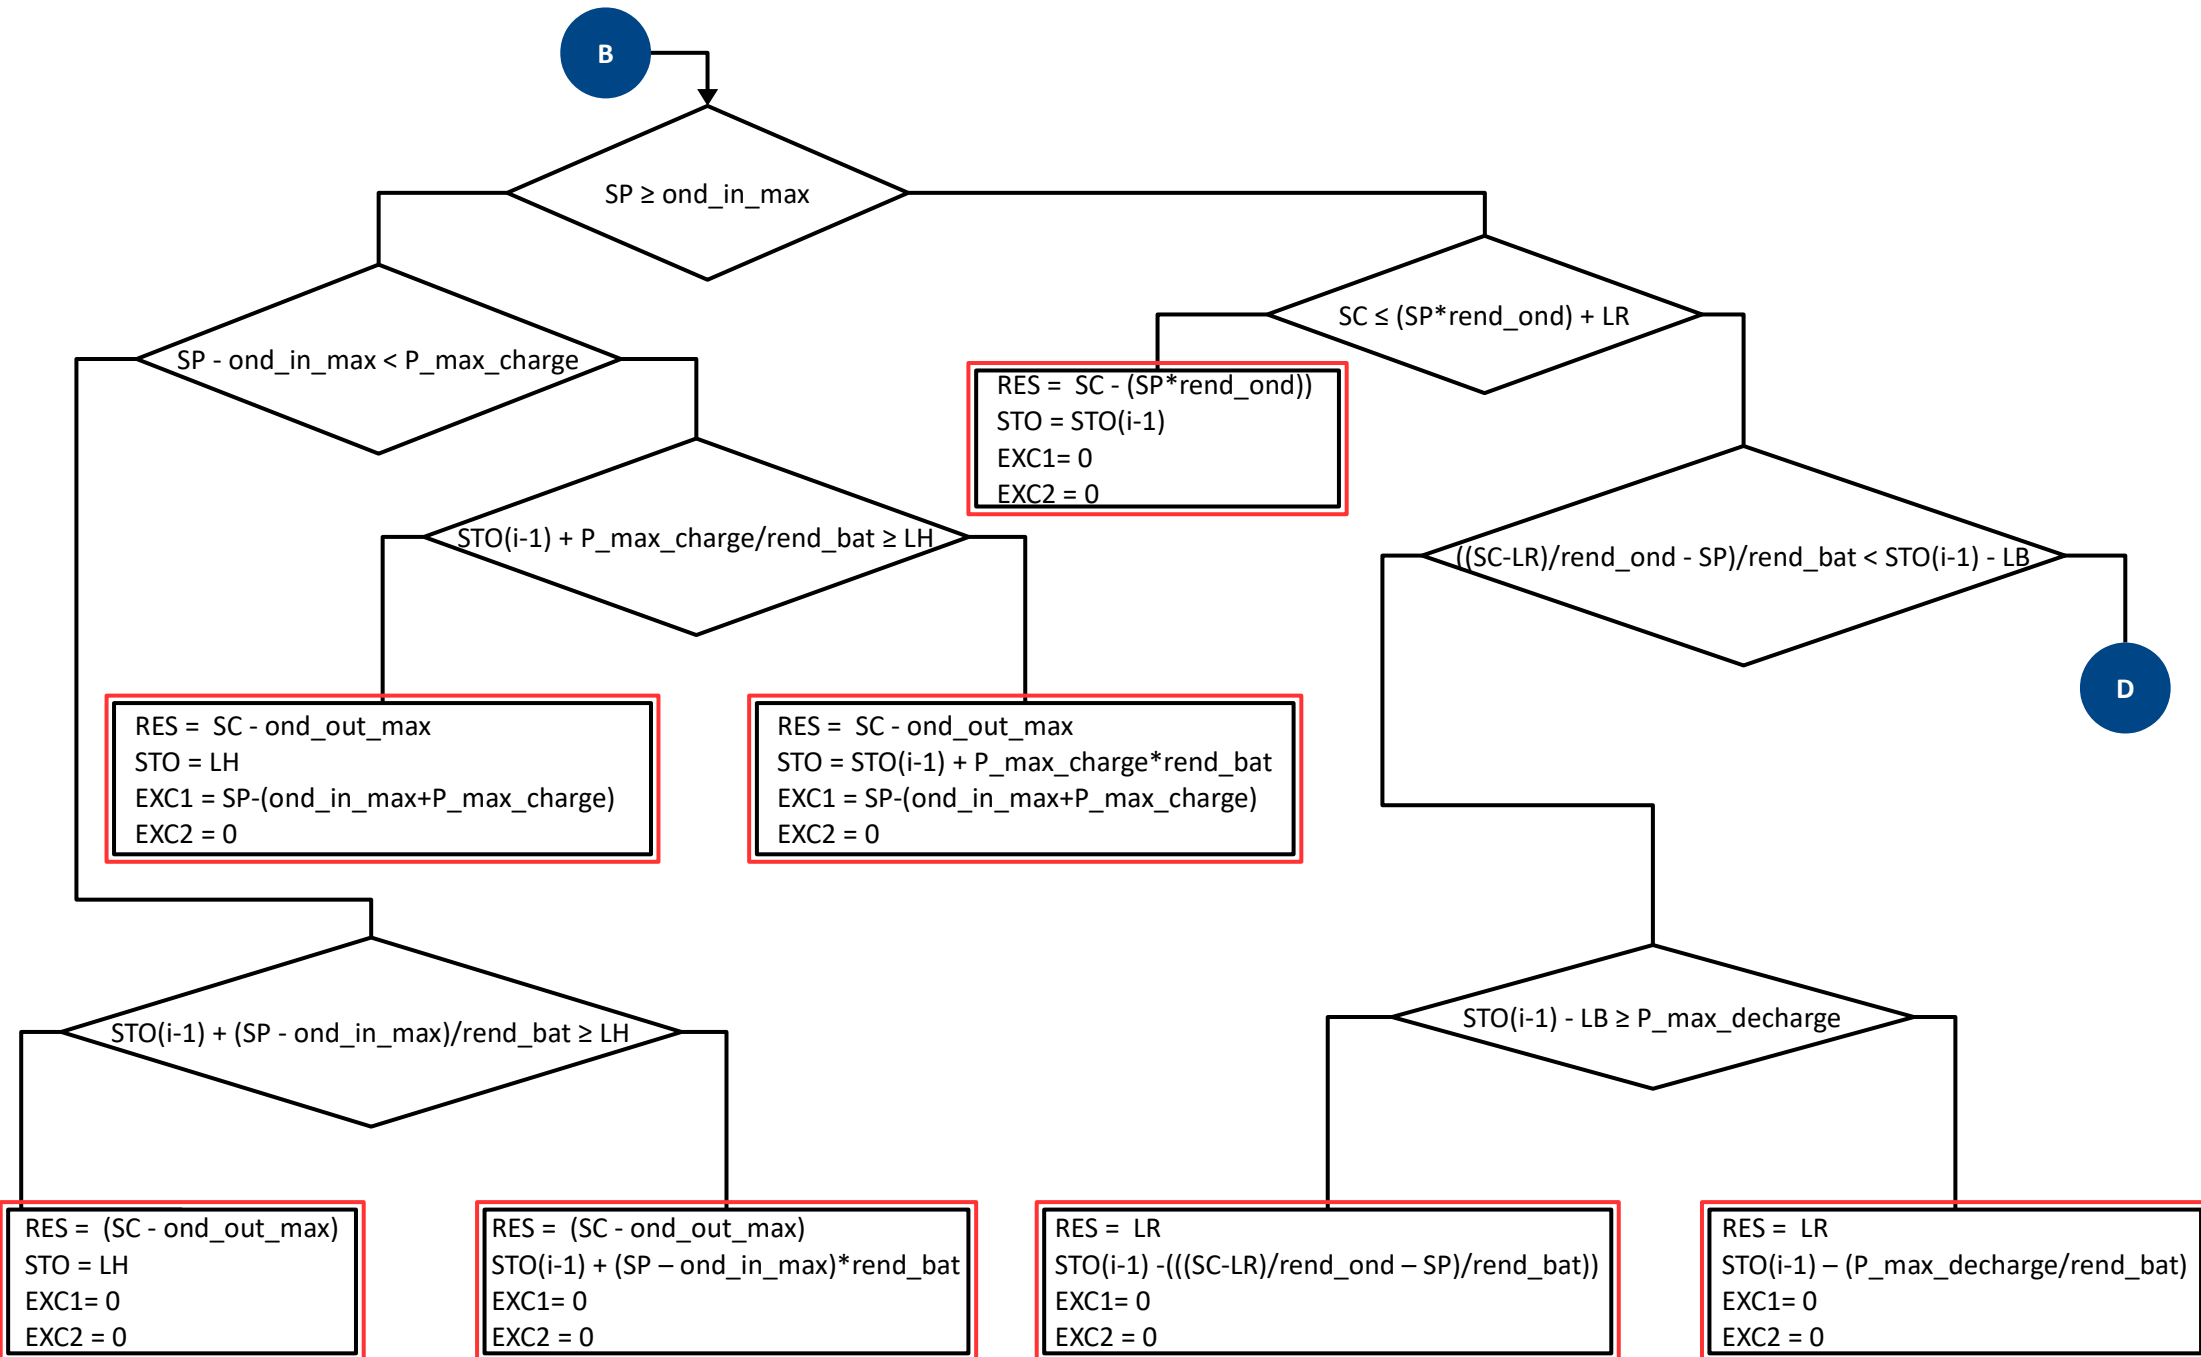 B
SP ≥ ond_in_max
SC ≤ (SP*rend_ond) + LR
SP - ond_in_max < P_max_charge
RES =  SC - (SP*rend_ond))
STO = STO(i-1)
EXC1= 0
EXC2 = 0
STO(i-1) + P_max_charge/rend_bat ≥ LH
((SC-LR)/rend_ond - SP)/rend_bat < STO(i-1) - LB
D
RES =  SC - ond_out_max
STO = LH
EXC1 = SP-(ond_in_max+P_max_charge)
EXC2 = 0
RES =  SC - ond_out_max
STO = STO(i-1) + P_max_charge*rend_bat
EXC1 = SP-(ond_in_max+P_max_charge)
EXC2 = 0
STO(i-1) + (SP - ond_in_max)/rend_bat ≥ LH
STO(i-1) - LB ≥ P_max_decharge
RES =  (SC - ond_out_max)
STO = LH
EXC1= 0
EXC2 = 0
RES =  (SC - ond_out_max)
STO(i-1) + (SP – ond_in_max)*rend_bat
EXC1= 0
EXC2 = 0
RES =  LR
STO(i-1) -(((SC-LR)/rend_ond – SP)/rend_bat))
EXC1= 0
EXC2 = 0
RES =  LR
STO(i-1) – (P_max_decharge/rend_bat)
EXC1= 0
EXC2 = 0